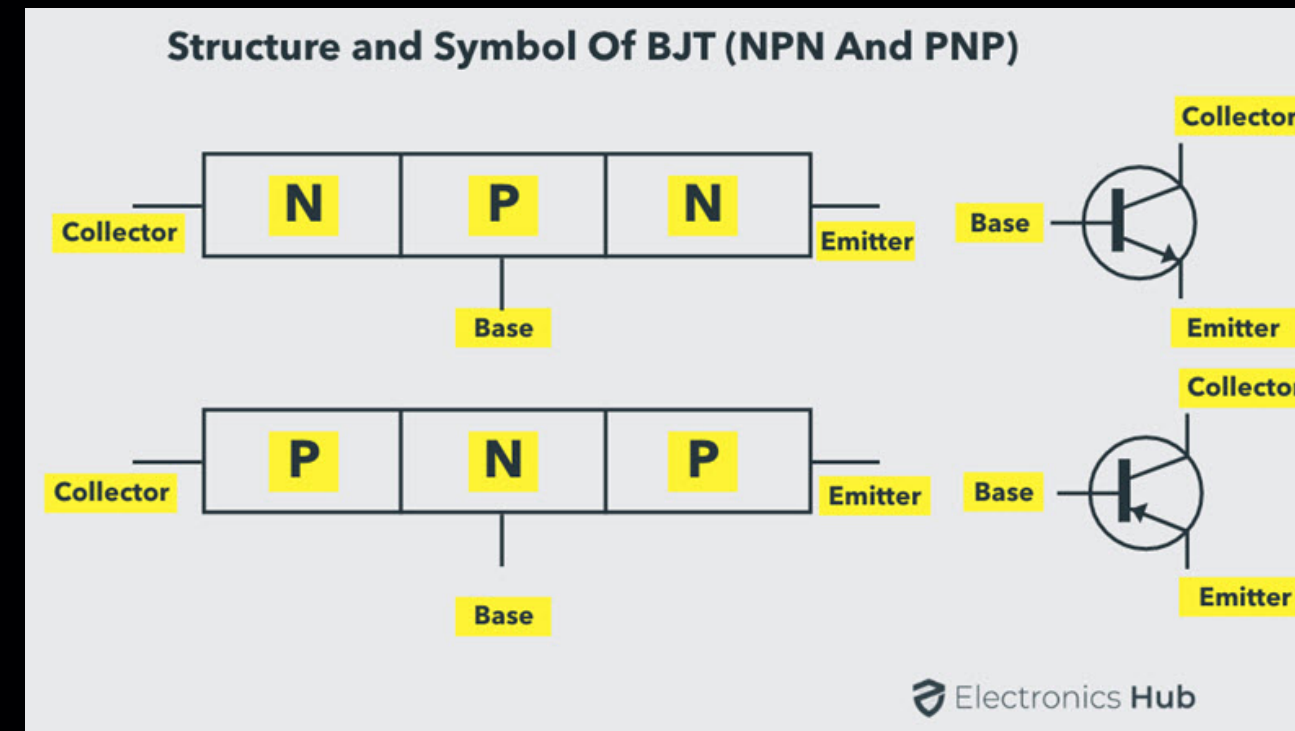 Structure and Symbol Of BJT (NPN And PNP)
Collector
N P N
Collector
Emitter
Base
Base
Emitter
Collector
P N P
Collector
Emitter
Base
Base
Emitter
Electronics Hub